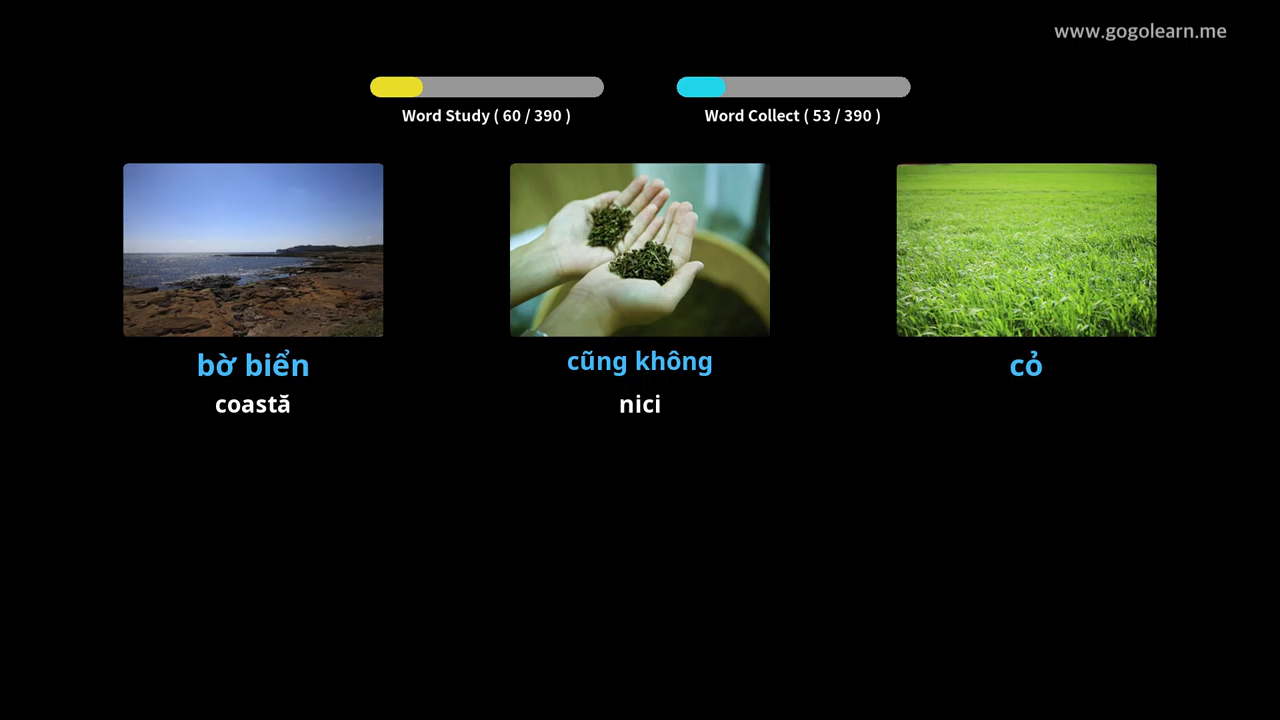 www.gogolearn.me
Word Study ( 60 / 390 )
Word Collect ( 53 / 390 )
bờ biển
coastă
cũng không
nici
cỏ